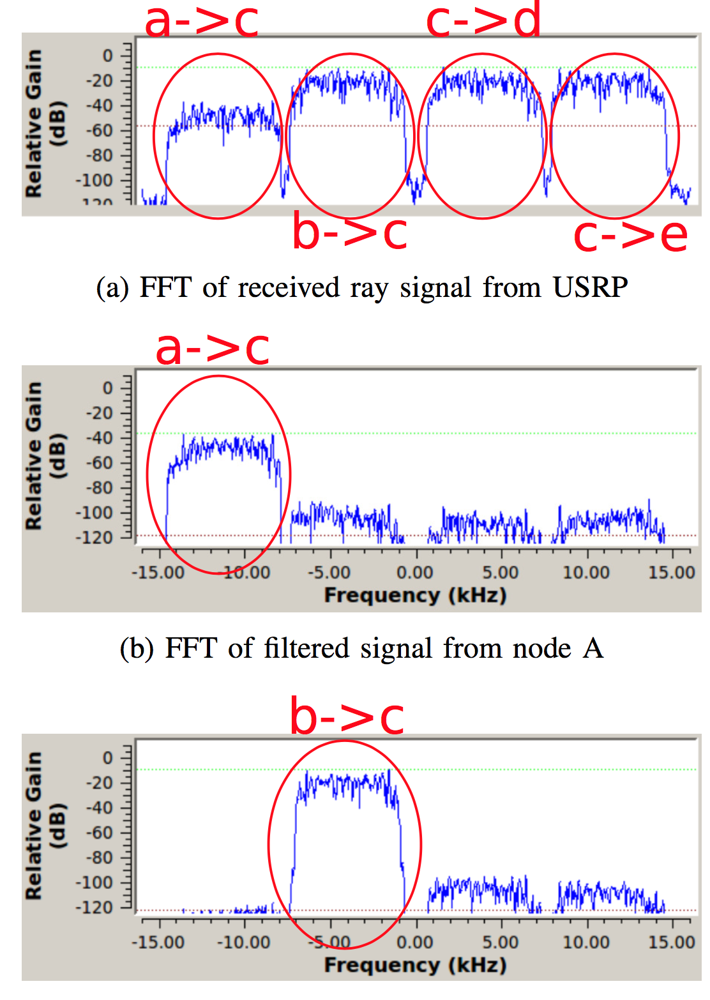 a->c
c->d
0
-20
-40
-60
-80
-100
120
Relative Gain
(dB)
b->c
c->e
(a) FFT of received ray signal from USRP
a->c
0
-20
-40
-60
-80
-100
-120
Relative Gain
(dB)
-15.00 -10.00 -5.00 0.00 5.00 10.00 15.00
Frequency (kHz)
(b) FFT of filtered signal from node A
b->c
0
-20
-40
-60
-80
-100
-120
Relative Gain
(dB)
-15.00 -10.00 -5.00 0.00 5.00 10.00 15.00
Frequency (kHz)